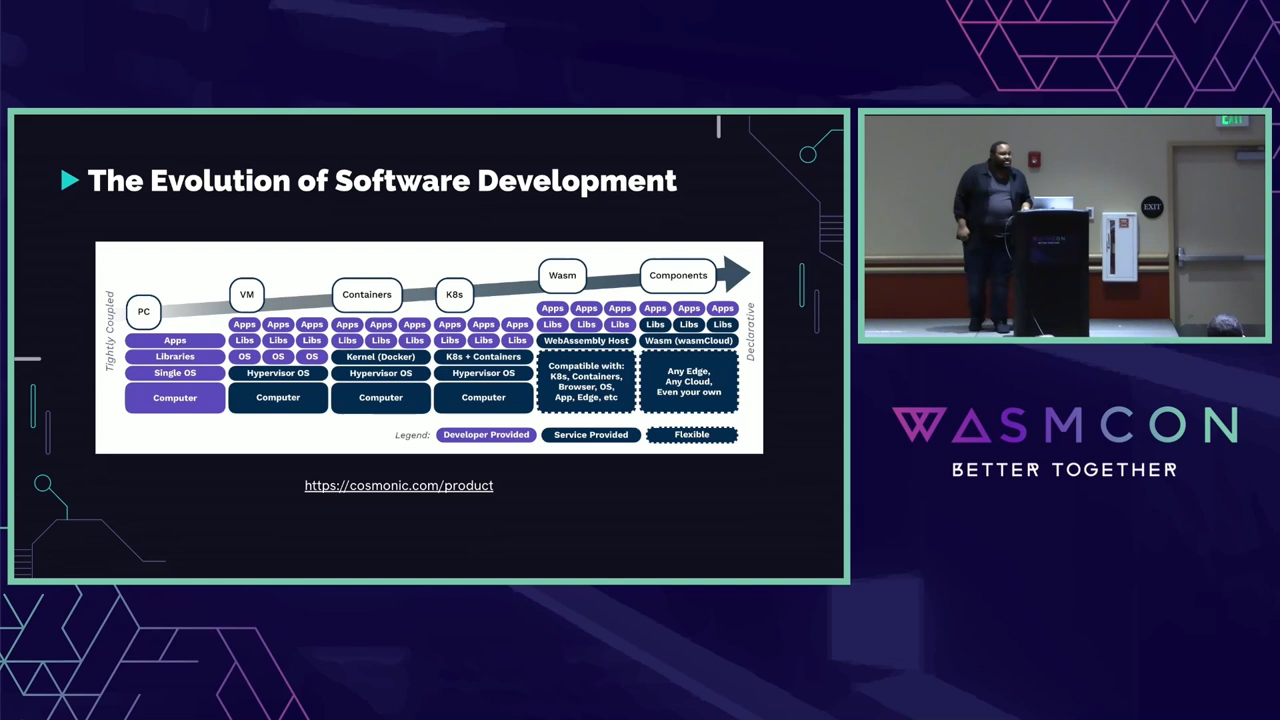 The Evolution of Software Development
Tightly Coupled
PC
VM
Containers
K8s
Wasm
Components
Apps
Libraries
Single OS
Computer
Apps Apps Apps
Libs Libs Libs
OS OS OS
Hypervisor OS
Computer
Apps Apps Apps
Libs Libs Libs
Kernel (Docker)
Hypervisor OS
Computer
Apps Apps Apps
Libs Libs Libs
K8s + Containers
Hypervisor OS
Computer
Apps Apps Apps
Libs Libs Libs
WebAssembly Host
Compatible with:
K8s, Containers,
Browser, OS,
App, Edge, etc
Apps Apps Apps
Libs Libs Libs
Wasm (wasmCloud)
Any Edge,
Any Cloud,
Even your own
Declarative
Legend: Developer Provided Service Provided Flexible
https://cosmonic.com/product
EXIT
EXIT
WASMCON
WASMCON
BETTER TOGETHER